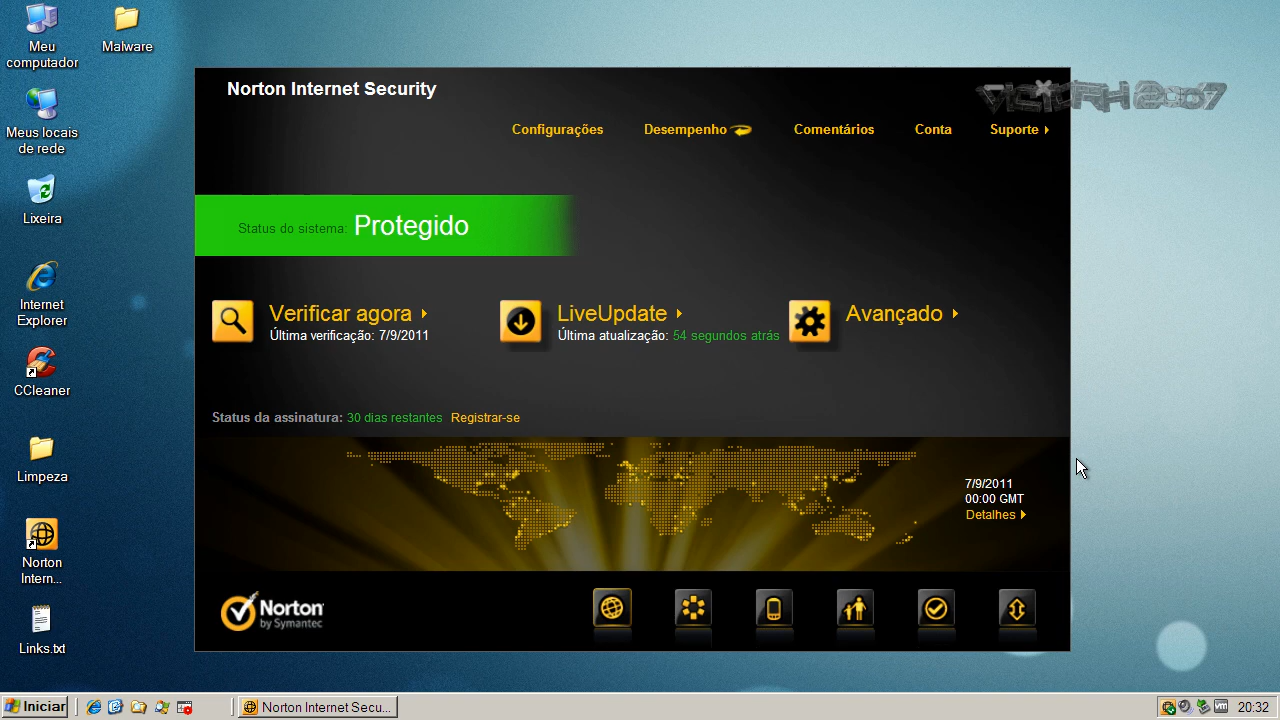 Meu
computador
Malware
Meus locais
de rede
Lixeira
Internet
Explorer
CCleaner
Limpeza
Norton
Intern...
Links.txt
Norton Internet Security
VICTORH 2007
Configurações
Desempenho
Comentários
Conta
Suporte
Status do sistema: Protegido
Verificar agora
Última verificação: 7/9/2011
LiveUpdate
Última atualização: 54 segundos atrás
Avançado
Status da assinatura: 30 dias restantes Registrar-se
7/9/2011
00:00 GMT
Detalhes
Norton
by Symantec
Iniciar
Norton Internet Secu...
vm
20:32